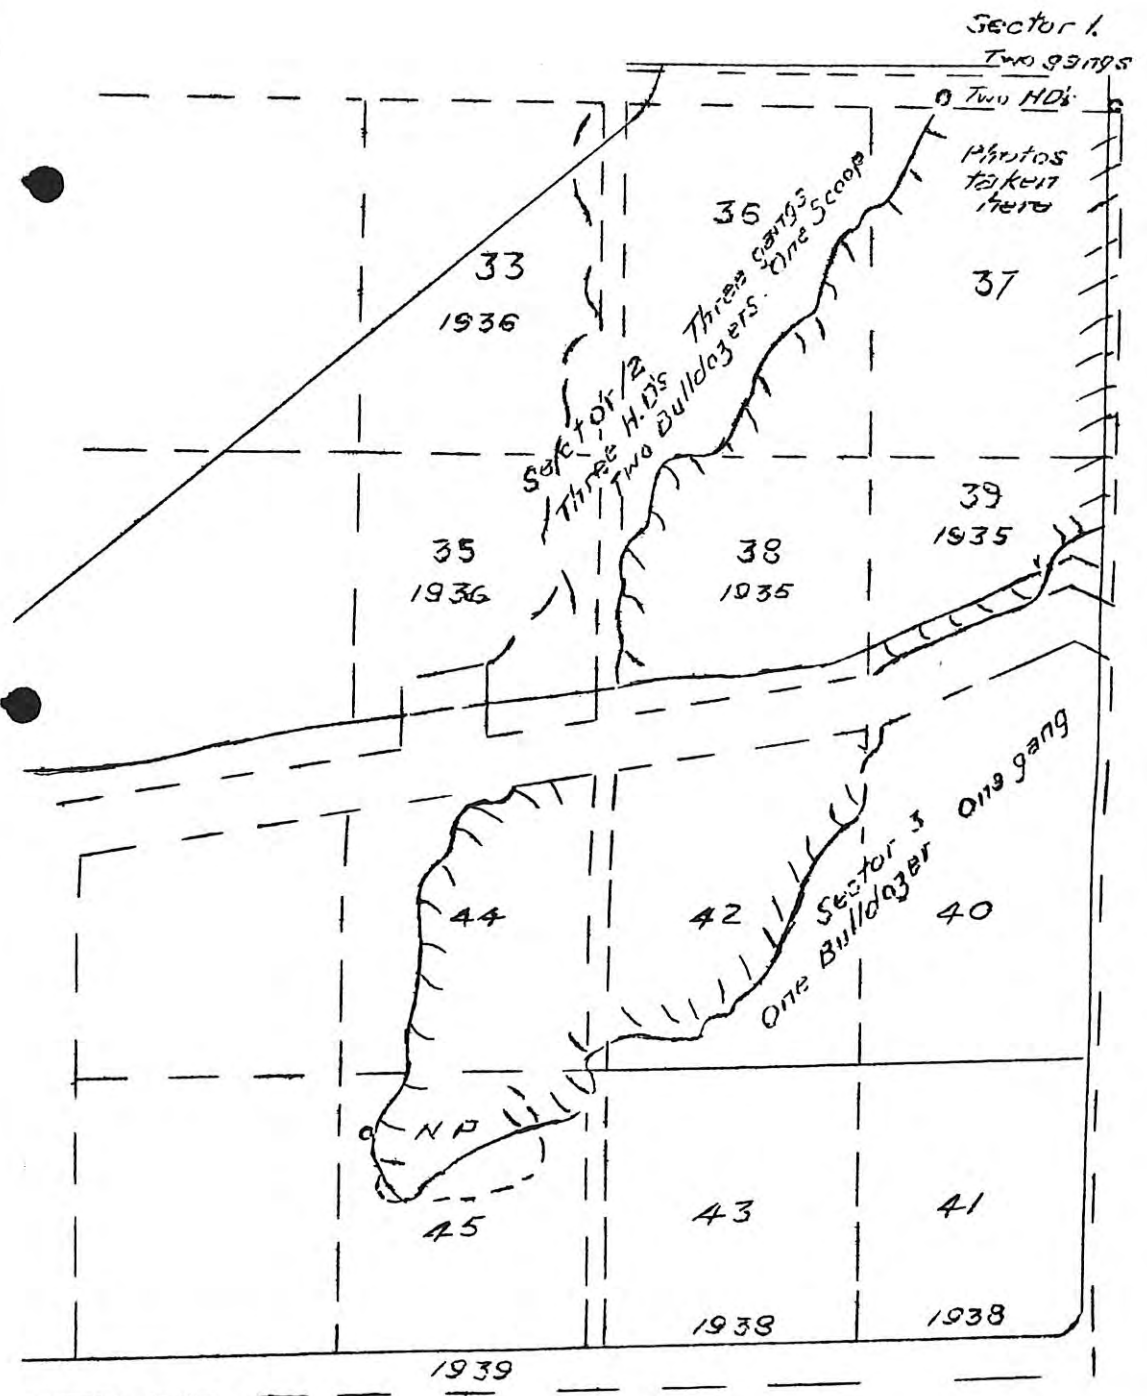 Sector 1.
Two gangs
Two HD's
Photos
taken
here
36
Three gangs
One Scoop
33
1936
37
Sector 2
Three H.D's
Two Bulldozers.
35
1936
38
1935
39
1935
One gang
Sector 3
One Bulldozer
44
42
40
NP
45
43
41
1938
1938
1939